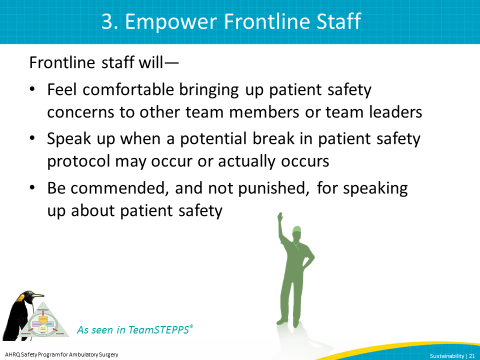 3. Empower Frontline Staff
Frontline staff will—
• Feel comfortable bringing up patient safety
concerns to other team members or team leaders
• Speak up when a potential break in patient safety
protocol may occur or actually occurs
• Be commended, and not punished, for speaking
up about patient safety
As seen in TeamSTEPPS®
AHRQ Safety Program for Ambulatory Surgery
Sustainability | 21